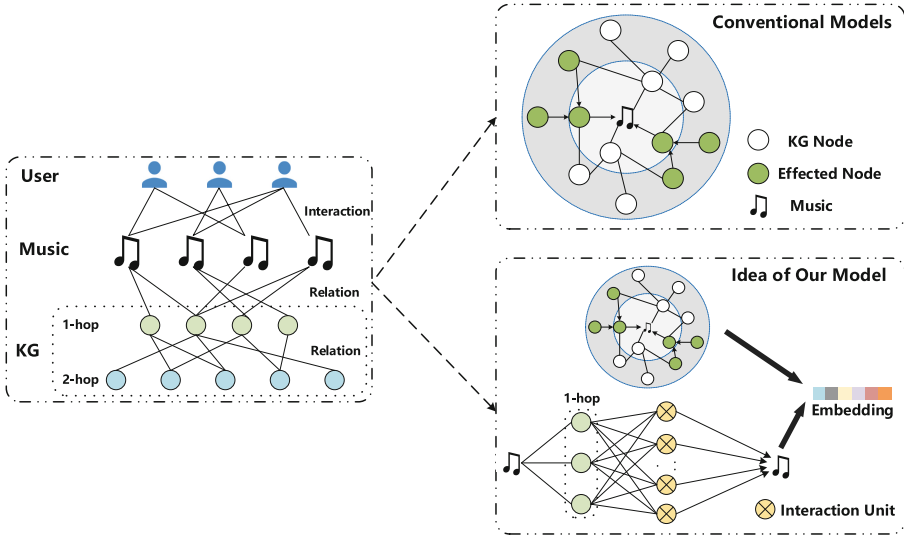 User
Interaction
Music
Relation
1-hop
KG
Relation
2-hop
Conventional Models
KG Node
Effected Node
Music
Idea of Our Model
1-hop
Embedding
Interaction Unit